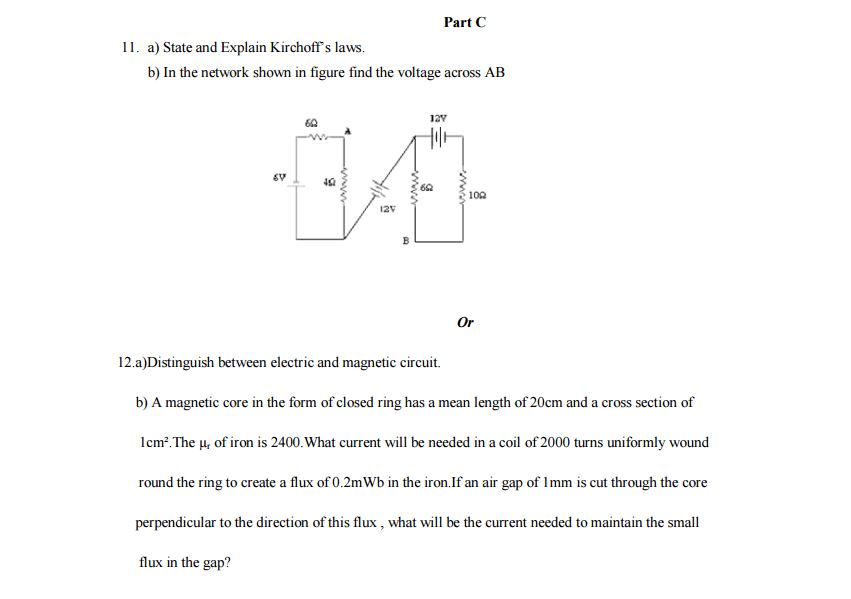 Part C
11. a) State and Explain Kirchoff's laws.
b) In the network shown in figure find the voltage across AB
6Ω
A
12V
6V
4Ω
6Ω
10Ω
12V
B
Or
12.a)Distinguish between electric and magnetic circuit.
b) A magnetic core in the form of closed ring has a mean length of 20cm and a cross section of
1cm².The μr of iron is 2400.What current will be needed in a coil of 2000 turns uniformly wound
round the ring to create a flux of 0.2mWb in the iron.If an air gap of 1mm is cut through the core
perpendicular to the direction of this flux , what will be the current needed to maintain the small
flux in the gap?